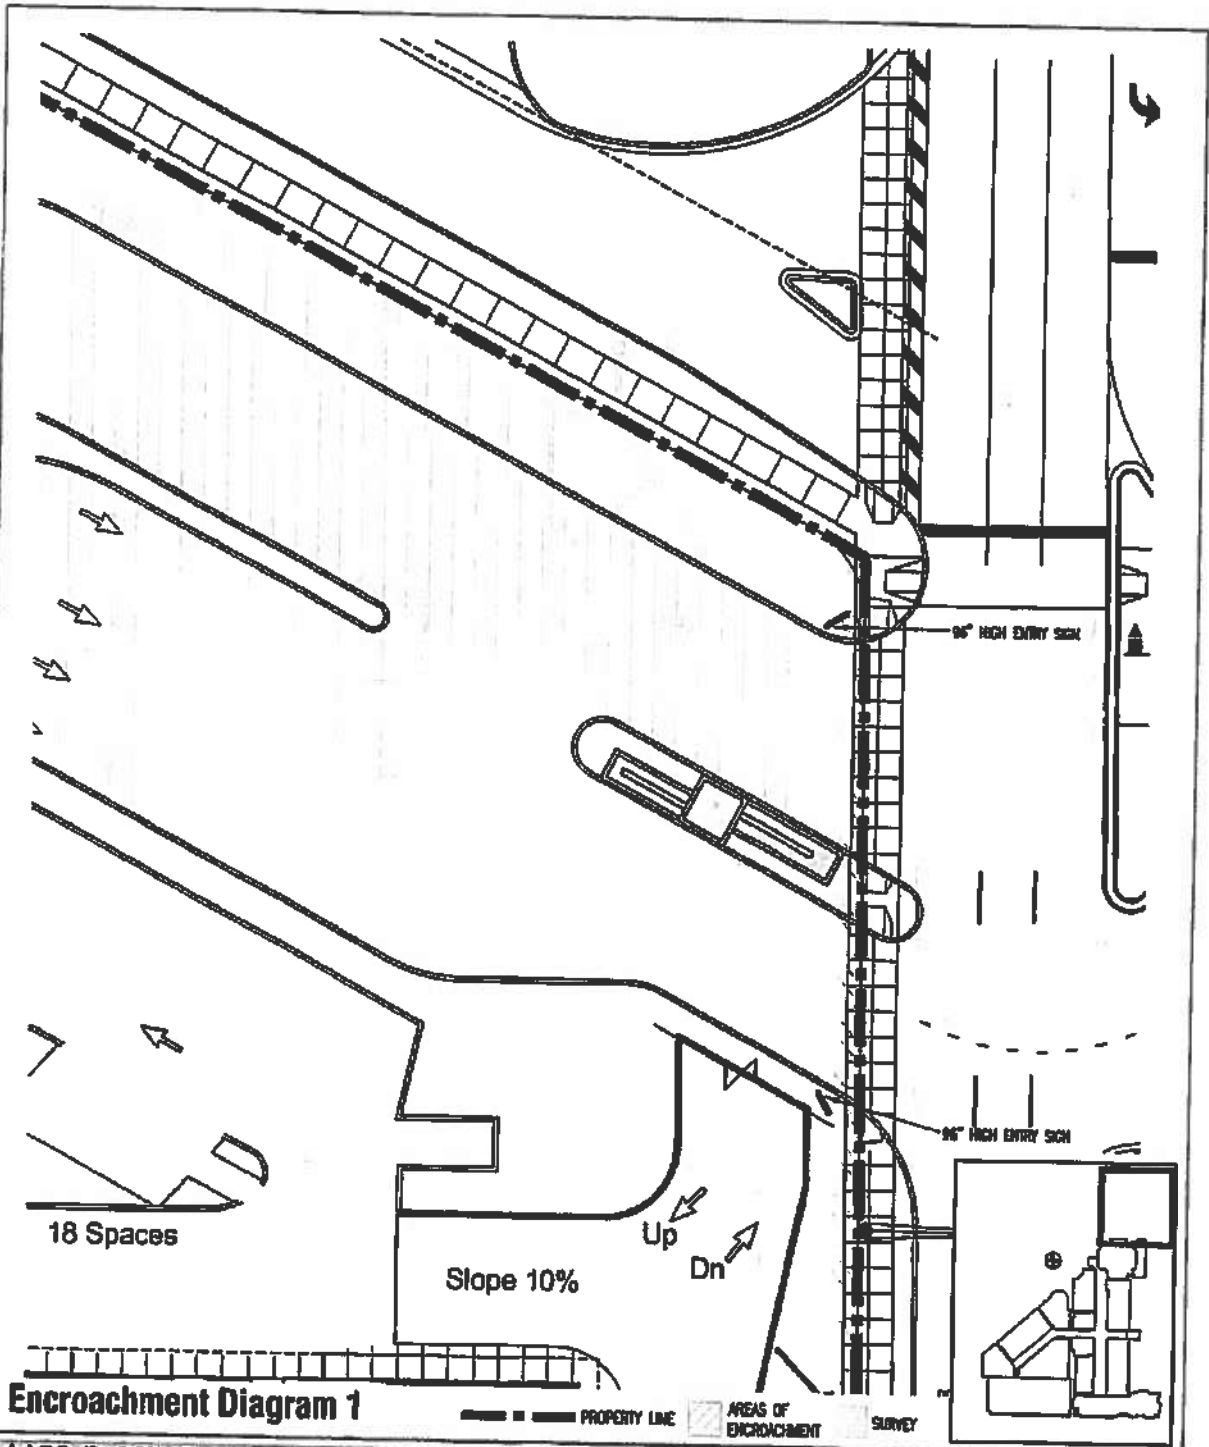 96" HIGH ENTRY SIGN
96" HIGH ENTRY SIGN
18 Spaces
Up
Dn
Slope 10%
Encroachment Diagram 1
PROPERTY LINE
AREAS OF
ENCROACHMENT
SURVEY